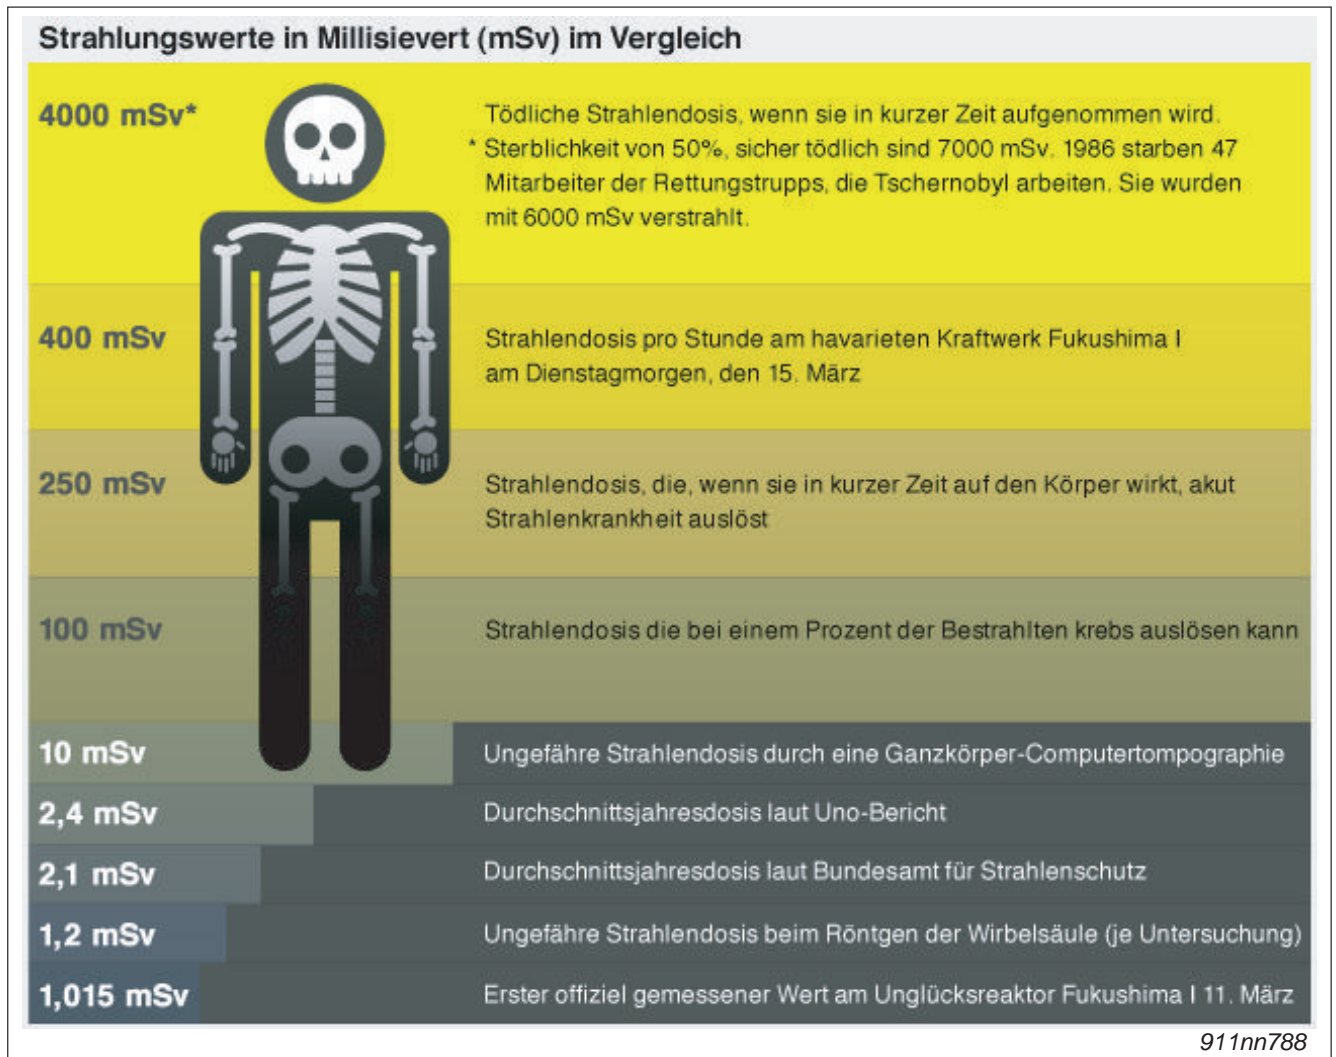 Strahlungswerte in Millisievert (mSv) im Vergleich
4000 mSv*
Tödliche Strahlendosis, wenn sie in kurzer Zeit aufgenommen wird.
* Sterblichkeit von 50%, sicher tödlich sind 7000 mSv. 1986 starben 47
Mitarbeiter der Rettungstrupps, die Tschernobyl arbeiten. Sie wurden
mit 6000 mSv verstrahlt.
400 mSv
Strahlendosis pro Stunde am havarieten Kraftwerk Fukushima I
am Dienstagmorgen, den 15. März
250 mSv
Strahlendosis, die, wenn sie in kurzer Zeit auf den Körper wirkt, akut
Strahlenkrankheit auslöst
100 mSv
Strahlendosis die bei einem Prozent der Bestrahlten krebs auslösen kann
10 mSv
Ungefähre Strahlendosis durch eine Ganzkörper-Computertompographie
2,4 mSv
Durchschnittsjahresdosis laut Uno-Bericht
2,1 mSv
Durchschnittsjahresdosis laut Bundesamt für Strahlenschutz
1,2 mSv
Ungefähre Strahlendosis beim Röntgen der Wirbelsäule (je Untersuchung)
1,015 mSv
Erster offiziel gemessener Wert am Unglücksreaktor Fukushima I 11. März
911nn788